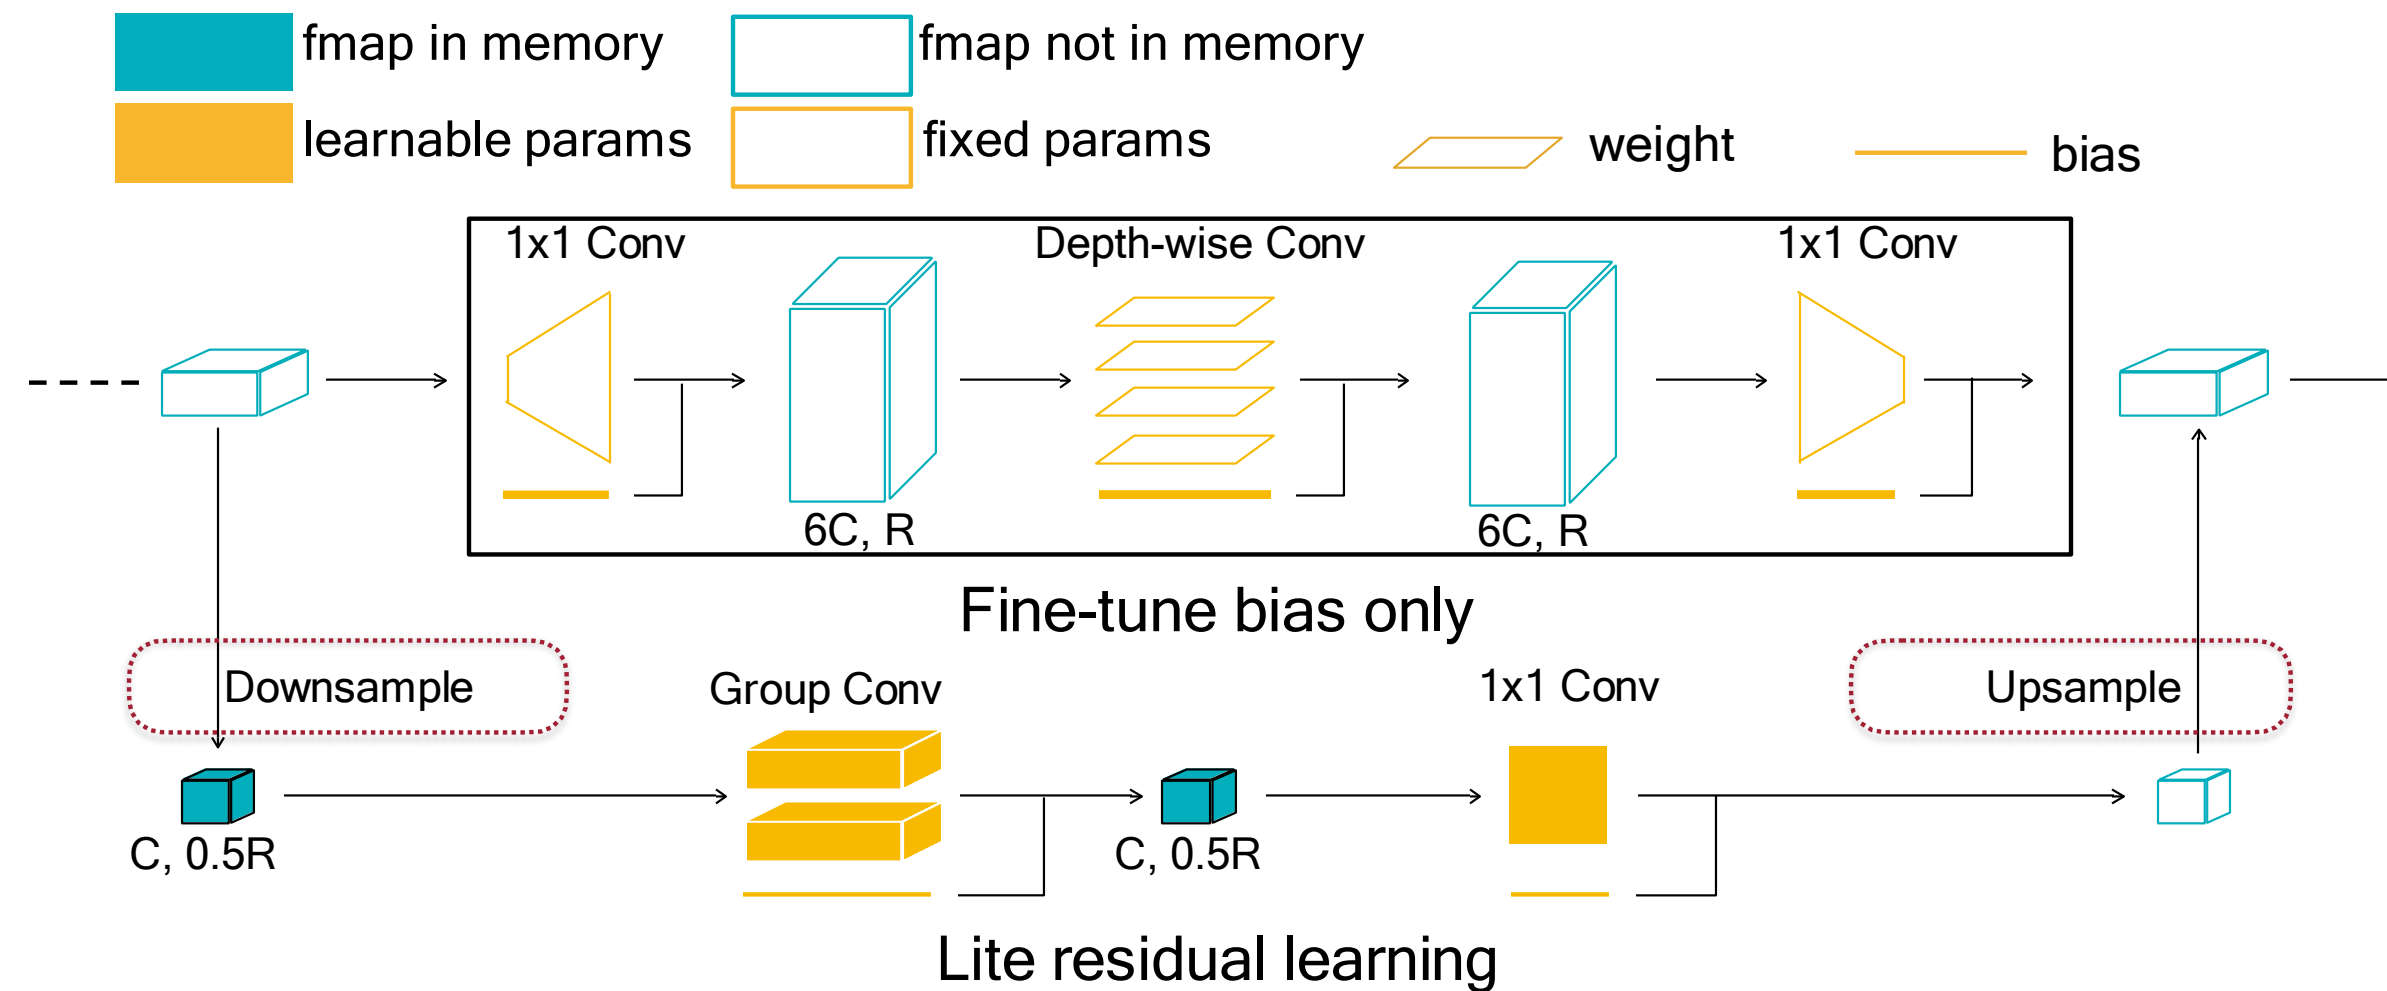 fmap in memory
fmap not in memory
learnable params
fixed params
weight
bias
1x1 Conv
Depth-wise Conv
1x1 Conv
6C, R
6C, R
Fine-tune bias only
Downsample
Group Conv
1x1 Conv
Upsample
C, 0.5R
C, 0.5R
Lite residual learning